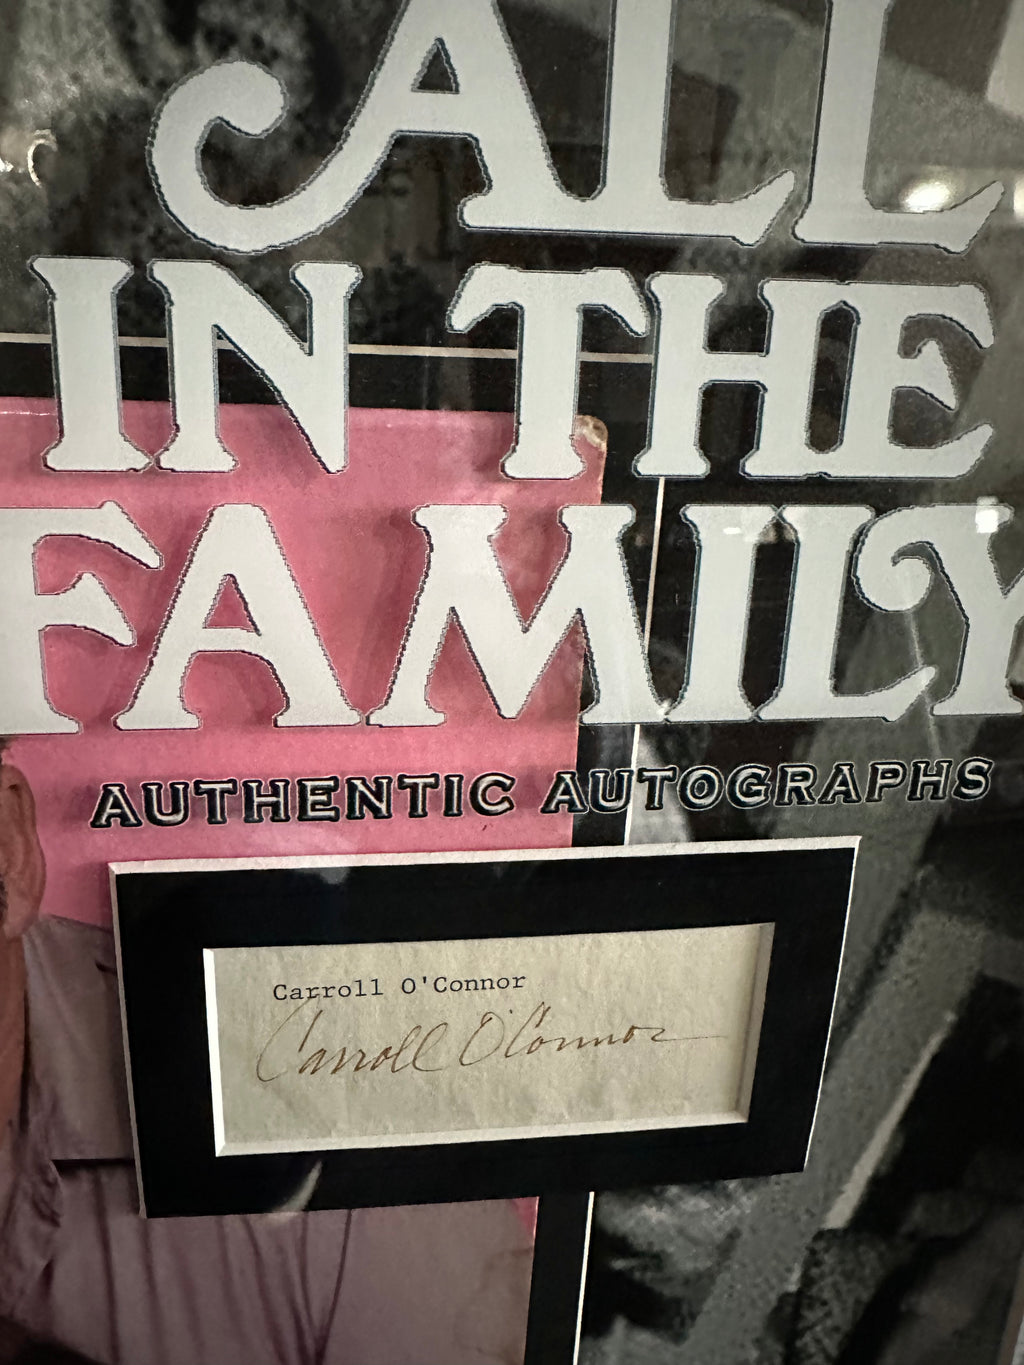 ALL
IN THE
FAMILY
AUTHENTIC AUTOGRAPHS
Carroll O'Connor
Carroll O'Connor